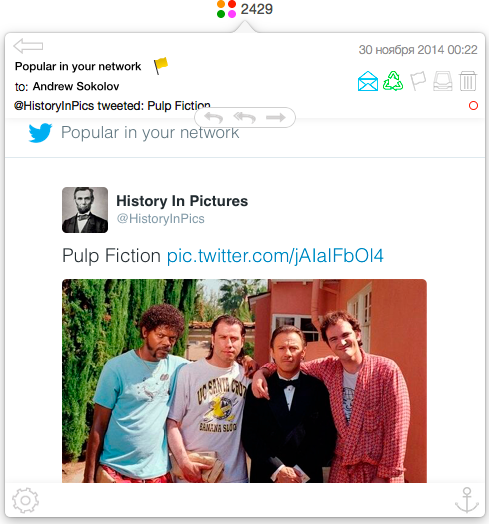 2429
30 ноября 2014 00:22
Popular in your network
to: Andrew Sokolov
@HistoryInPics tweeted: Pulp Fiction
Popular in your network
History In Pictures
@HistoryInPics
Pulp Fiction pic.twitter.com/jAIaIFbOl4
UC SANTA CRUZ
BANANA SLUGS